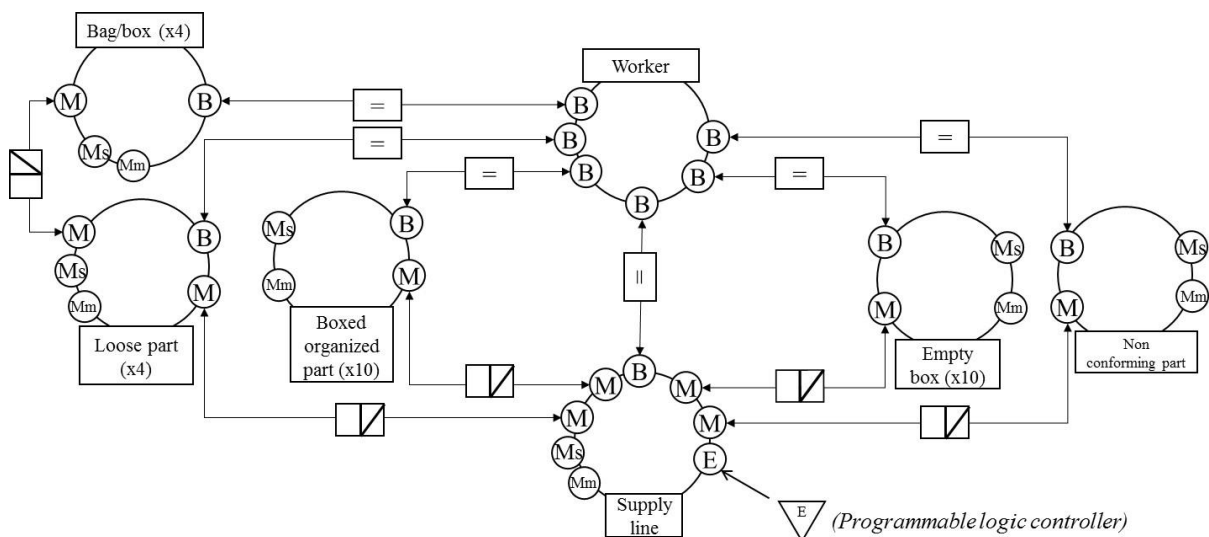 Bag/box (x4)
Worker
M
B
=
B
=
B
B
=
Ms
Mm
B
=
B
B
=
B
M
B
Ms
B
M
Ms
Mm
Loose part
(x4)
Ms
B
M
Mm
Boxed
organized
part (x10)
=
B
Ms
M
Mm
Empty
box (x10)
B
Ms
M
Mm
Non
conforming part
B
M
M
M
M
Ms
Mm
E
Supply
line
E
(Programmable logic controller)